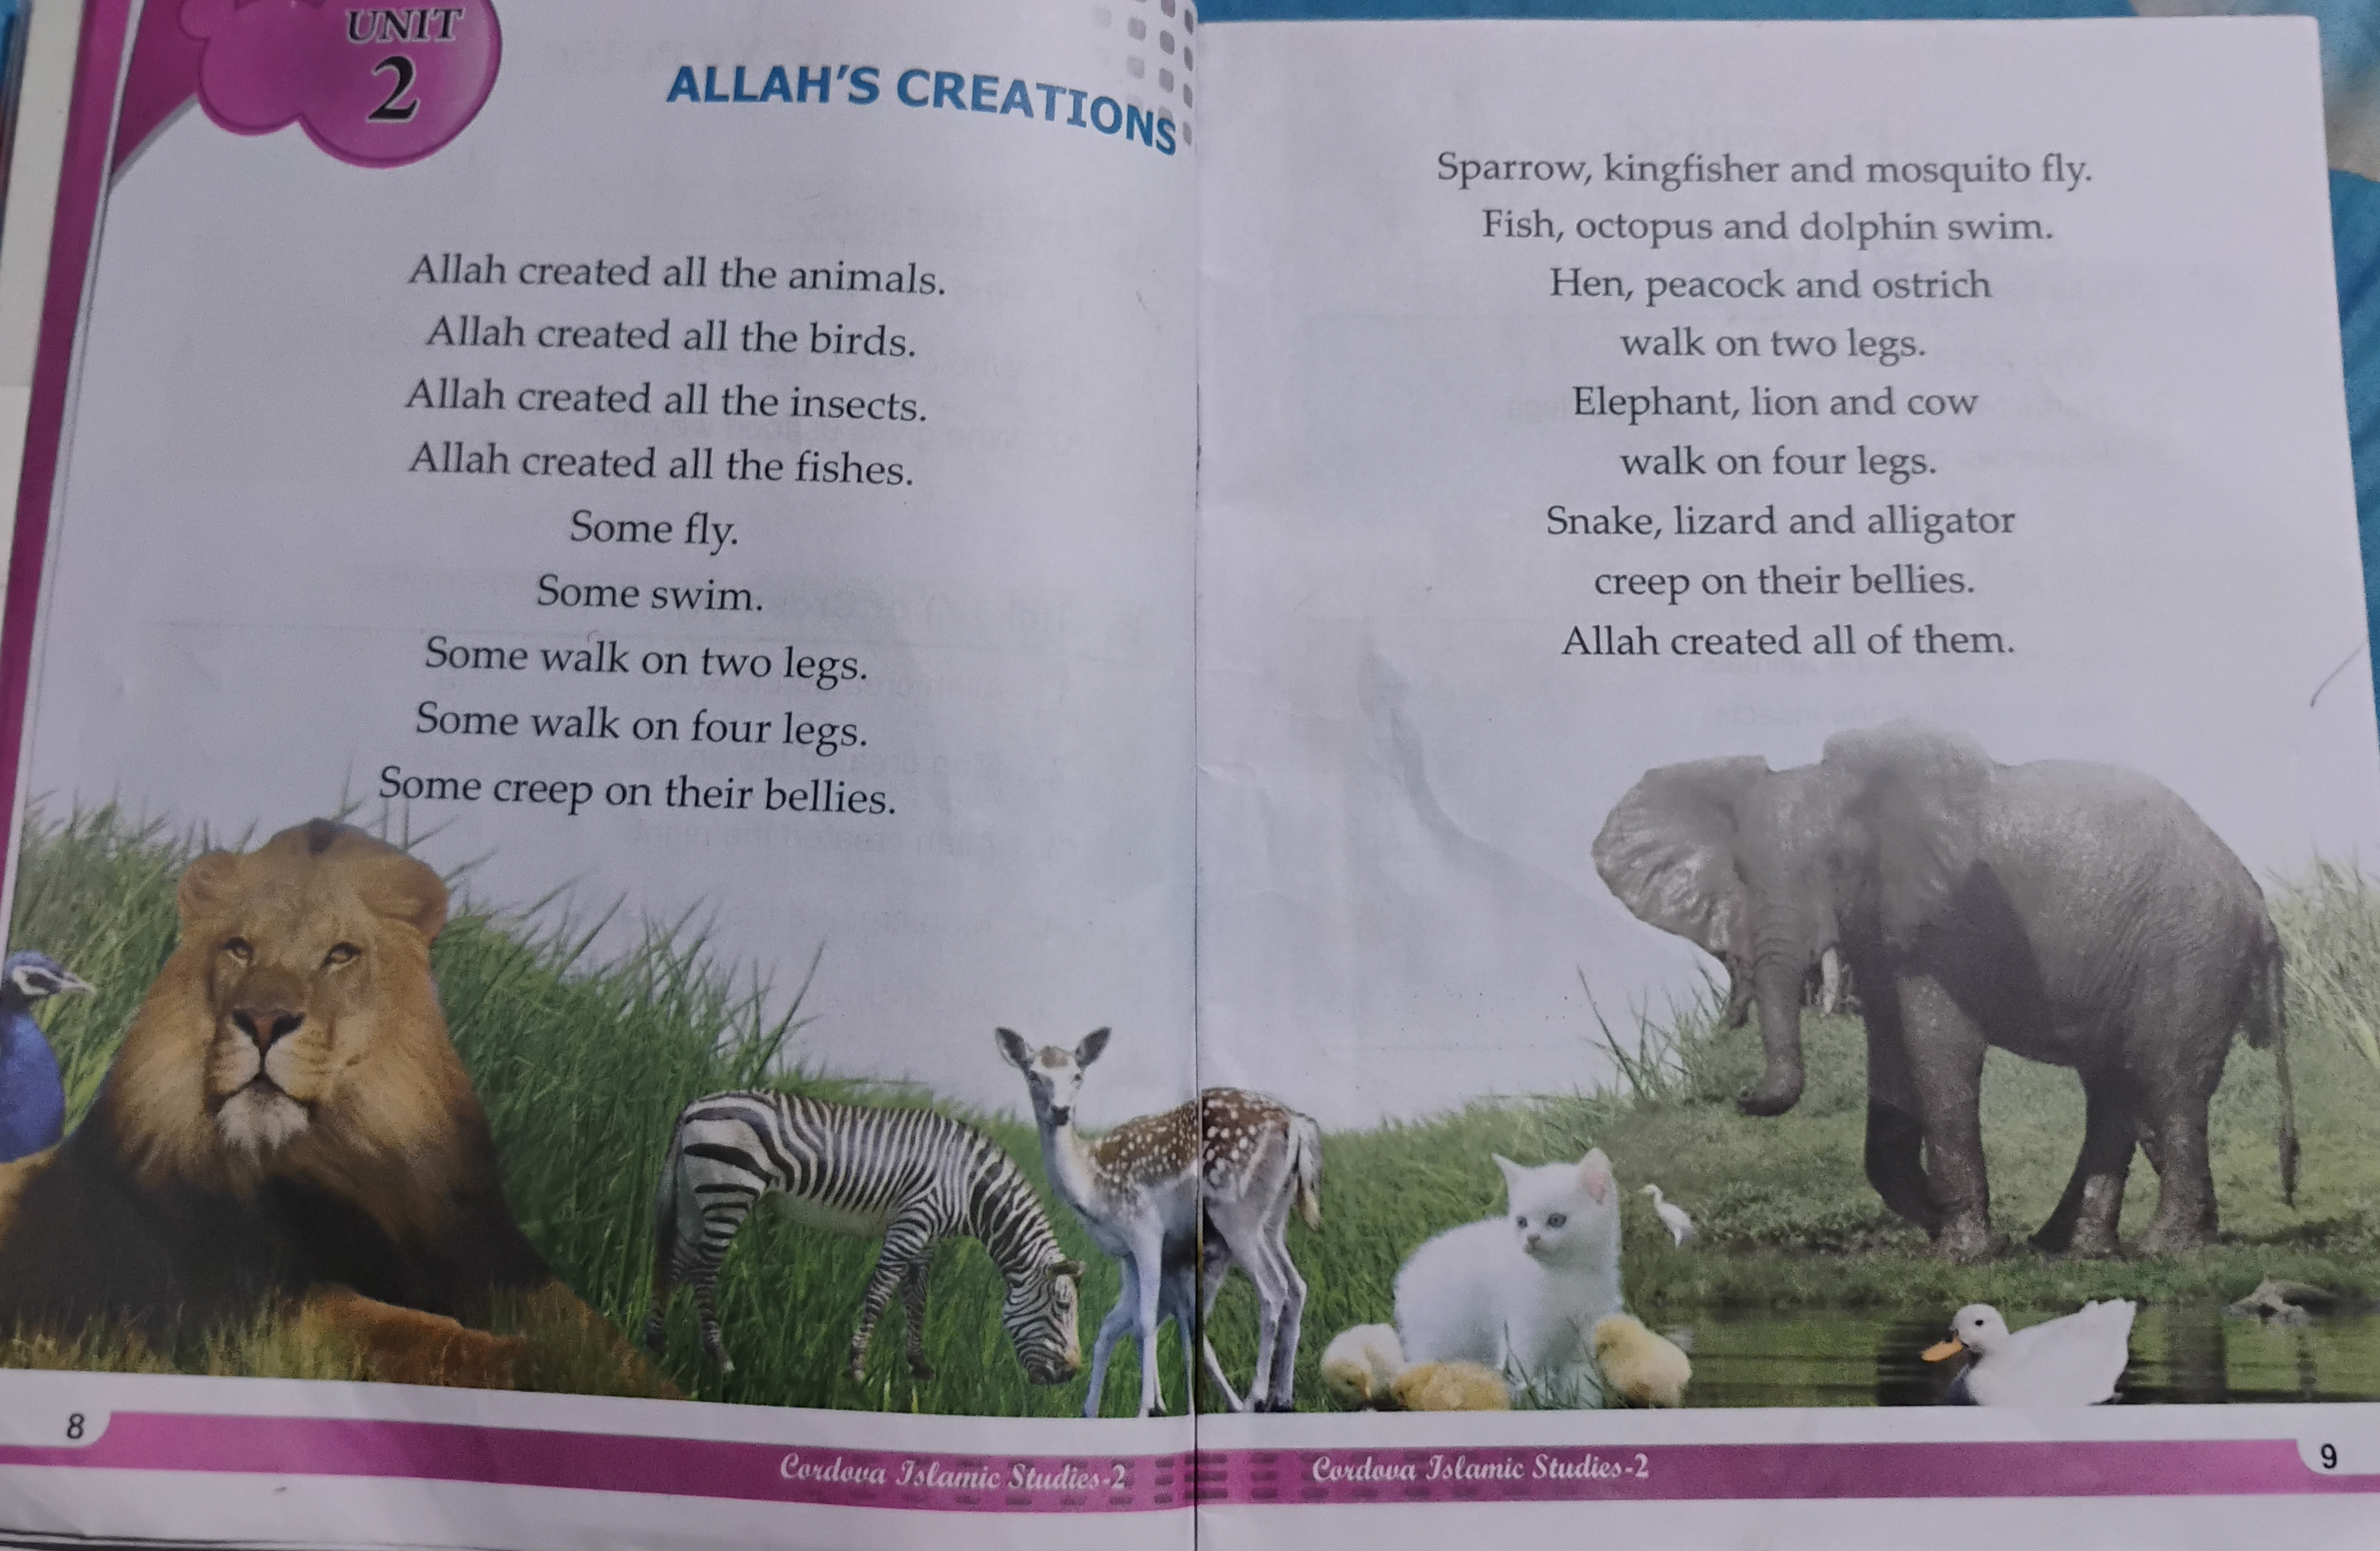 UNIT
2
ALLAH'S CREATIONS
Allah created all the animals.
Allah created all the birds.
Allah created all the insects.
Allah created all the fishes.
Some fly.
Some swim.
Some walk on two legs.
Some walk on four legs.
Some creep on their bellies.
8
Cordova Islamic Studies-2
Sparrow, kingfisher and mosquito fly.
Fish, octopus and dolphin swim.
Hen, peacock and ostrich
walk on two legs.
Elephant, lion and cow
walk on four legs.
Snake, lizard and alligator
creep on their bellies.
Allah created all of them.
Cordova Islamic Studies-2
9